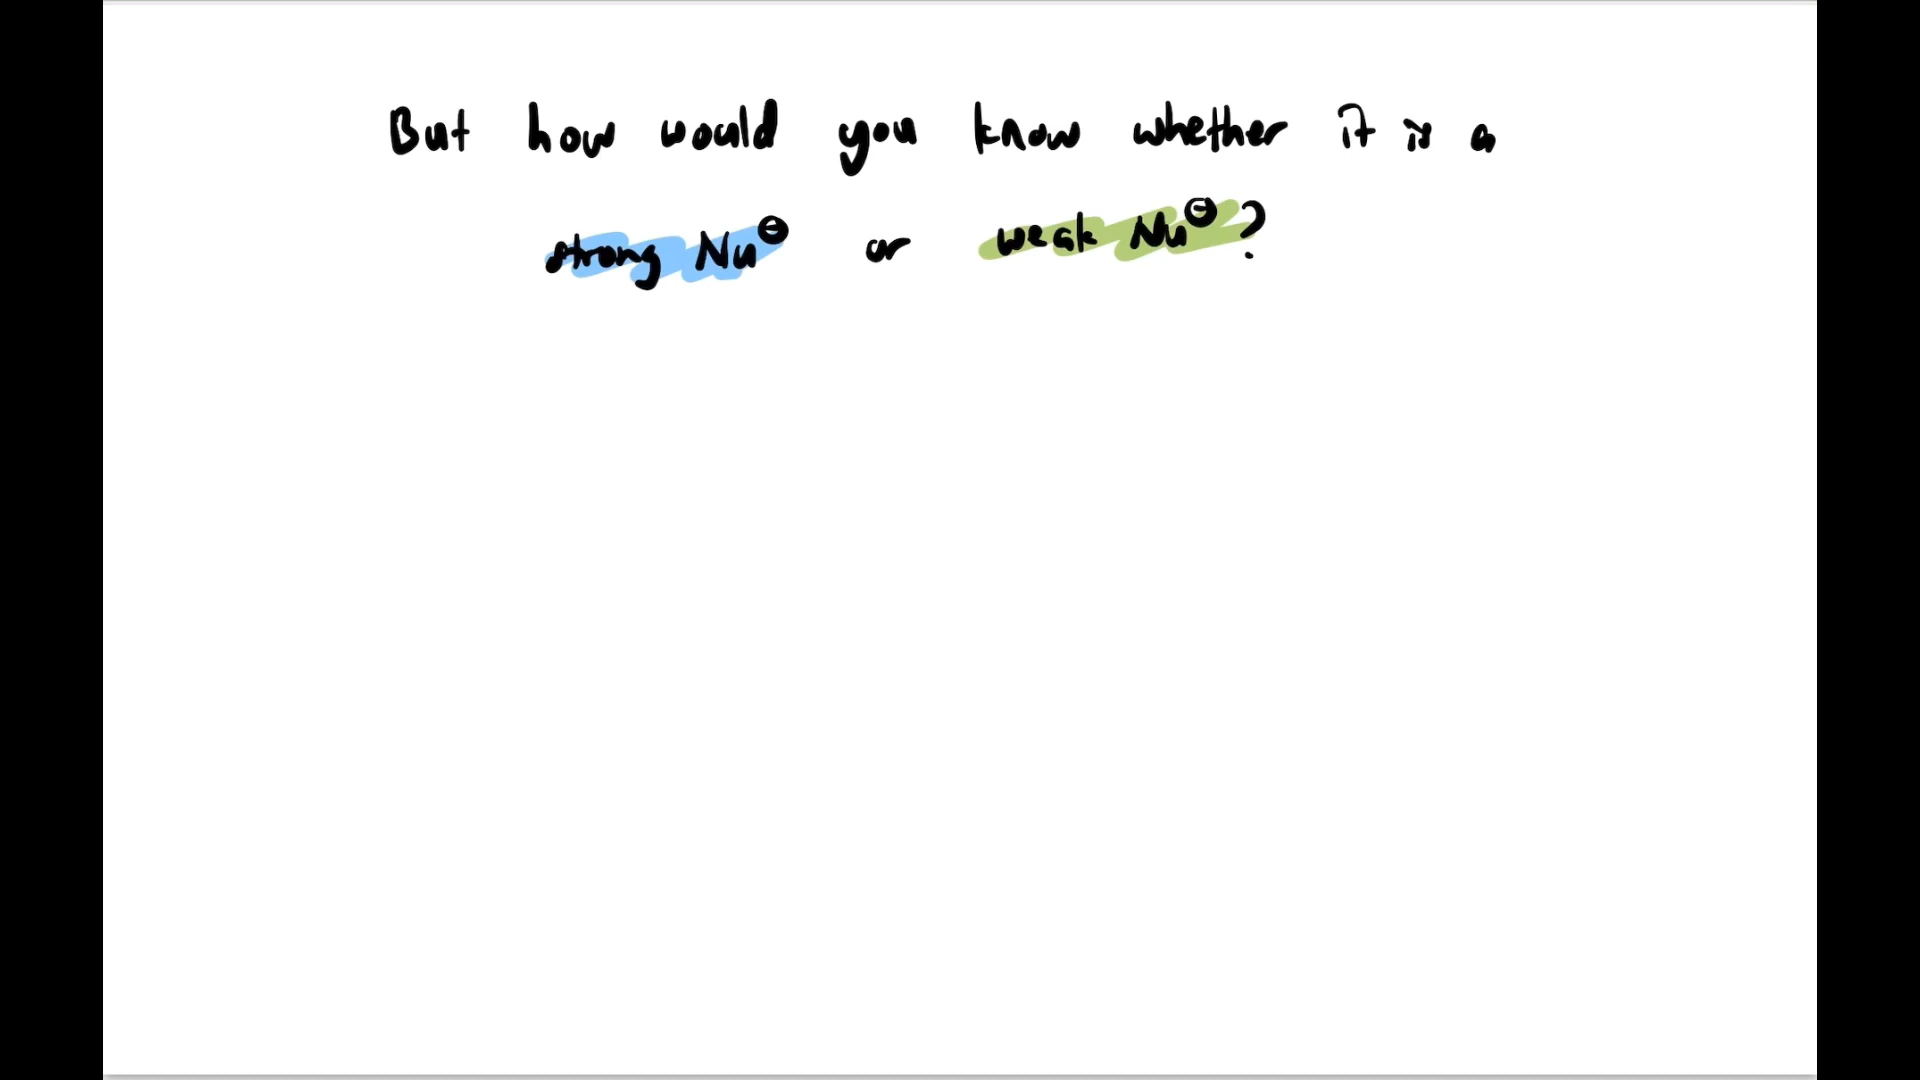 But how would you know whether it is a
strong Nu⊖ or weak Nu⊖?